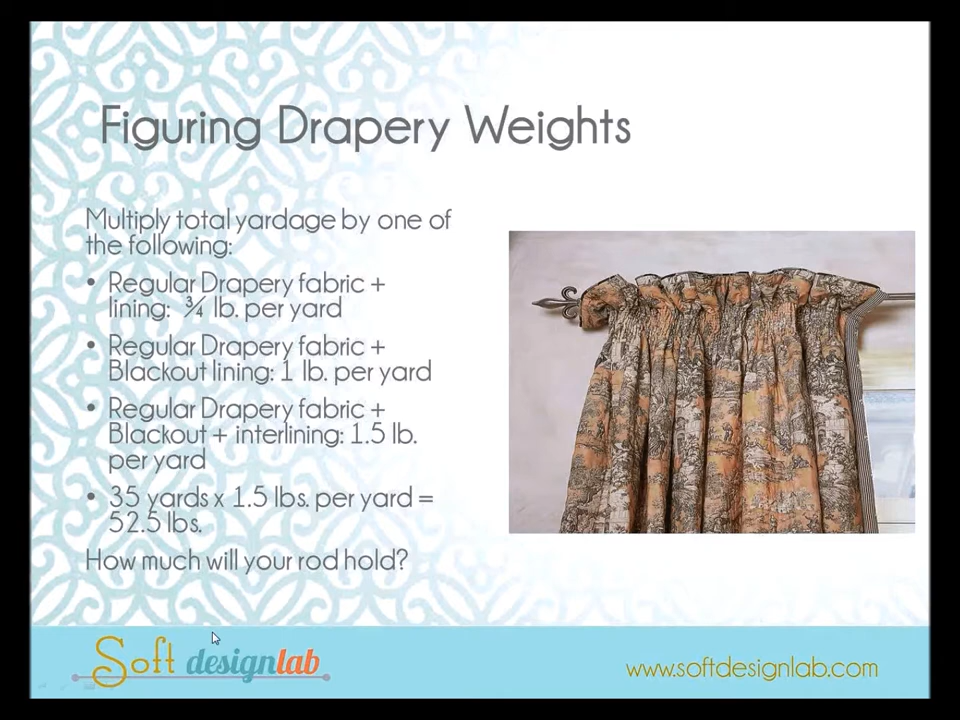 Figuring Drapery Weights
Multiply total yardage by one of
the following:
• Regular Drapery fabric +
lining: ¾ lb. per yard
• Regular Drapery fabric +
Blackout lining: 1 lb. per yard
• Regular Drapery fabric +
Blackout + interlining: 1.5 lb.
per yard
• 35 yards x 1.5 lbs. per yard =
52.5 lbs.
How much will your rod hold?
Soft designlab
www.softdesignlab.com